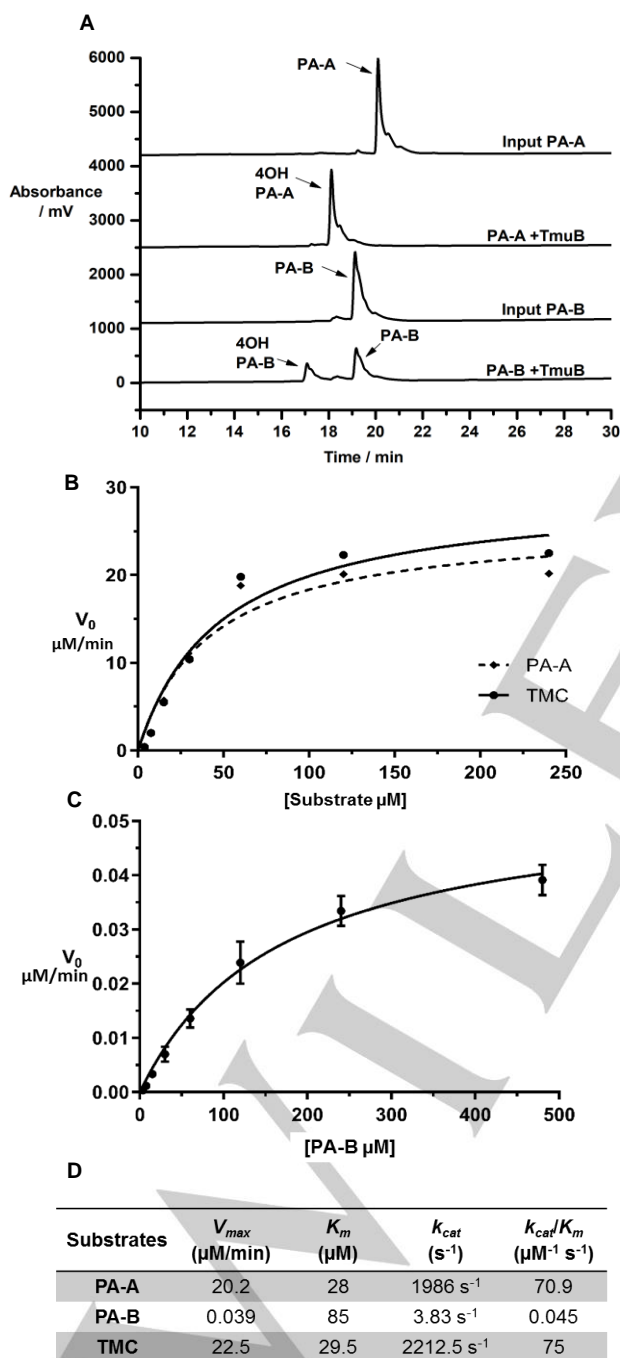 A
6000
5000
4000
3000
2000
1000
0
Absorbance
/ mV
PA-A
Input PA-A
4OH
PA-A
PA-A +TmuB
PA-B
Input PA-B
4OH
PA-B
PA-B
PA-B +TmuB
10 12 14 16 18 20 22 24 26 28 30
Time / min
B
30
20
10
0
V0
µM/min
PA-A
TMC
0 50 100 150 200 250
[Substrate µM]
C
0.05
0.04
0.03
0.02
0.01
0.00
V0
µM/min
0 100 200 300 400 500
[PA-B µM]
D
Substrates Vmax (µM/min) Km (µM) kcat (s-1) kcat/Km (µM-1 s-1)
PA-A 20.2 28 1986 s-1 70.9
PA-B 0.039 85 3.83 s-1 0.045
TMC 22.5 29.5 2212.5 s-1 75